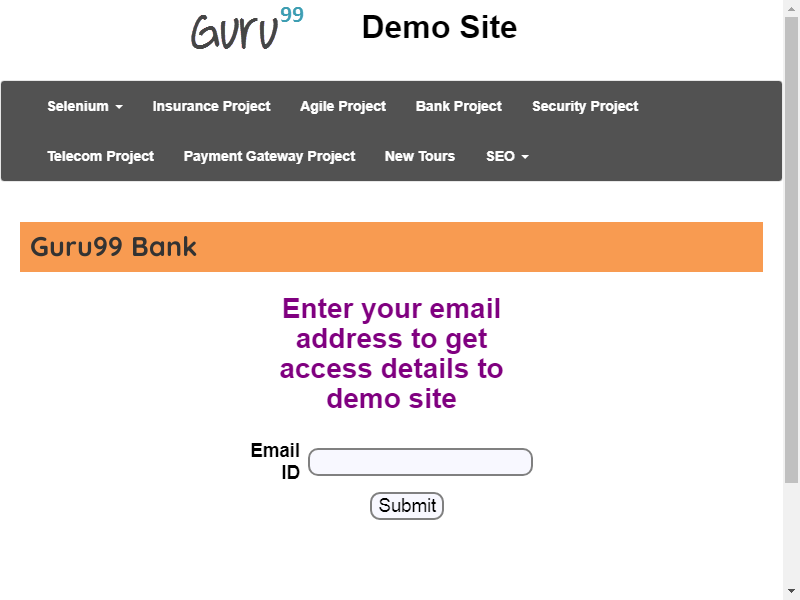 Guru99 Demo Site
Selenium Insurance Project Agile Project Bank Project Security Project
Telecom Project Payment Gateway Project New Tours SEO
Guru99 Bank
Enter your email
address to get
access details to
demo site
Email
ID
Submit